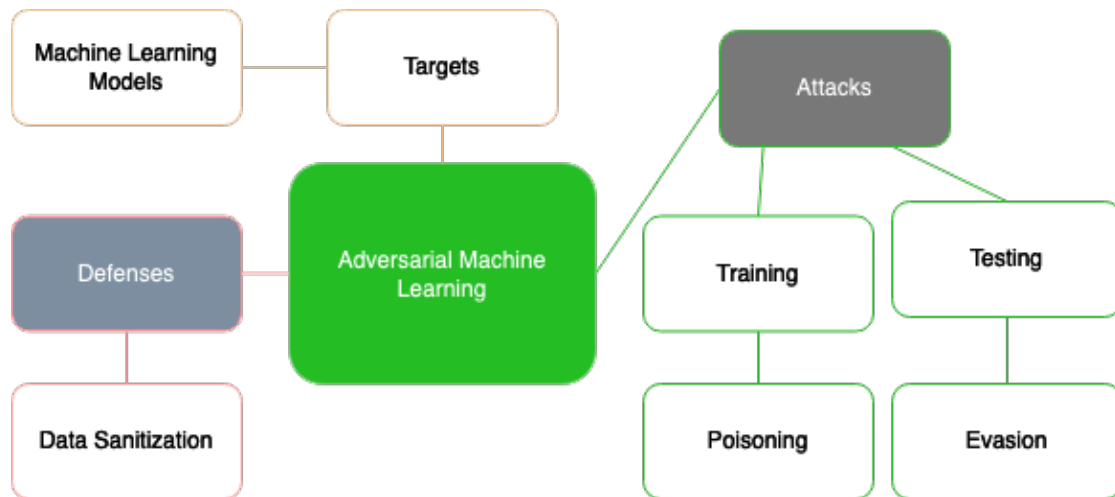 Machine Learning
Models
Targets
Attacks
Defenses
Adversarial Machine
Learning
Training
Testing
Data Sanitization
Poisoning
Evasion